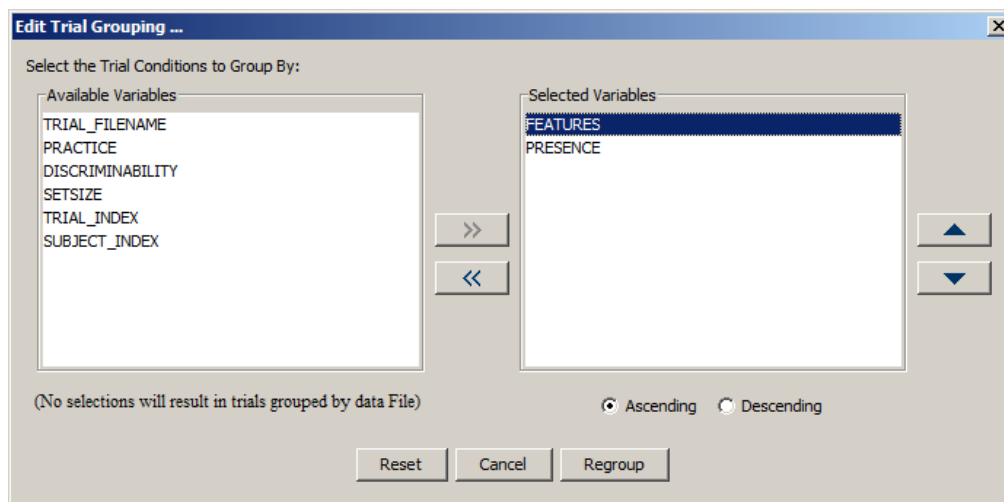 Edit Trial Grouping ...
Select the Trial Conditions to Group By:
Available Variables
TRIAL_FILENAME
PRACTICE
DISCRIMINABILITY
SETSIZE
TRIAL_INDEX
SUBJECT_INDEX
Selected Variables
FEATURES
PRESENCE
(No selections will result in trials grouped by data File)
Ascending Descending
Reset Cancel Regroup